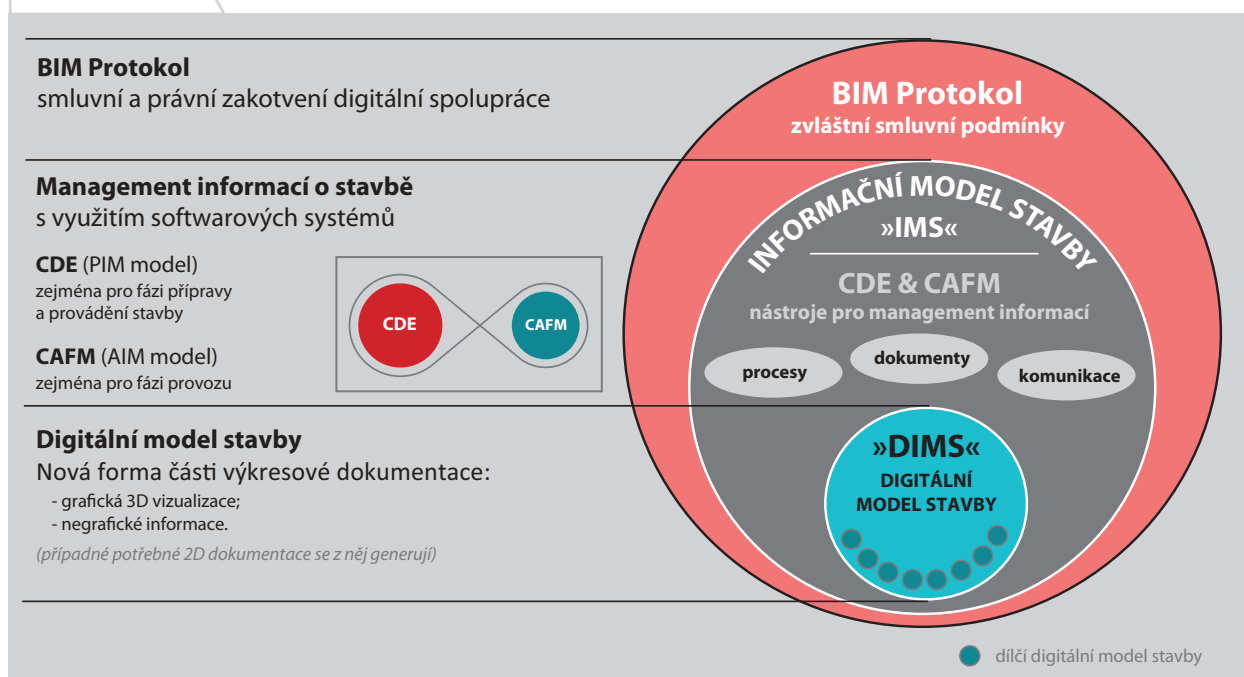 BIM Protokol
smluvní a právní zakotvení digitální spolupráce
Management informací o stavbě
s využitím softwarových systémů
CDE (PIM model)
zejména pro fázi přípravy
a provádění stavby
CAFM (AIM model)
zejména pro fázi provozu
CDE
CAFM
Digitální model stavby
Nová forma části výkresové dokumentace:
- grafická 3D vizualizace;
- negrafické informace.
(případné potřebné 2D dokumentace se z něj generují)
BIM Protokol
zvláštní smluvní podmínky
INFORMAČNÍ MODEL STAVBY
»IMS«
CDE & CAFM
nástroje pro management informací
procesy
dokumenty
komunikace
»DIMS«
DIGITÁLNÍ
MODEL STAVBY
dílčí digitální model stavby